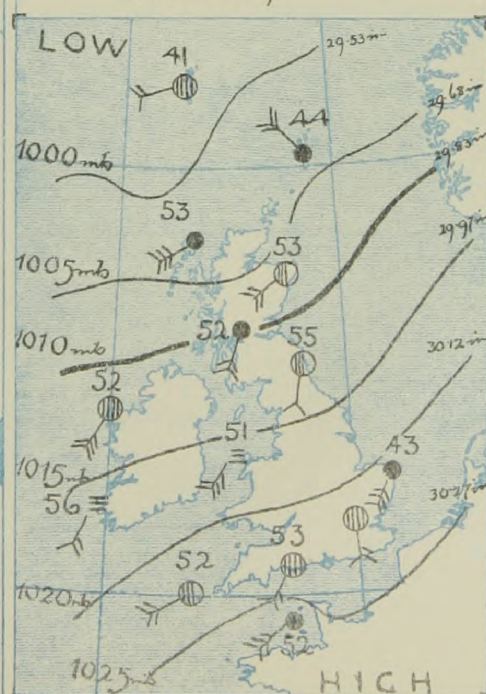 LOW
41
29·53 in
44
29·68 in
1000 mb
29·83 in
53
53
29·97 in
1005 mb
52
55
1010 mb
30·12 in
52
51
43
1015 mb
56
30·27 in
52
53
1020 mb
52
1025 mb
HIGH